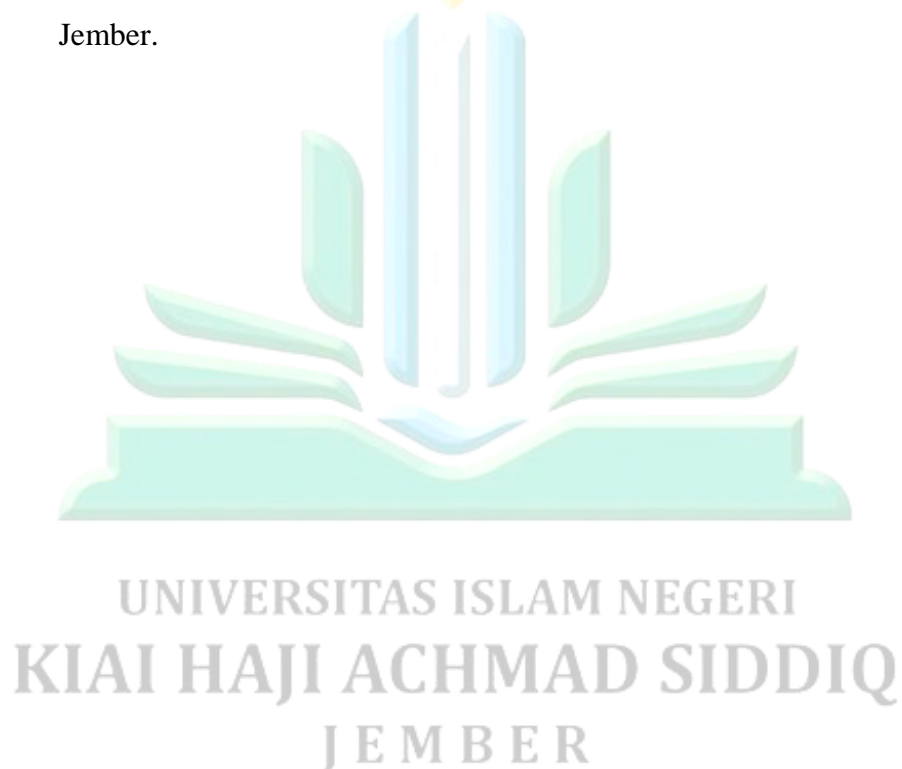 Jember.
UNIVERSITAS ISLAM NEGERI
KIAI HAJI ACHMAD SIDDIQ
JEMBER